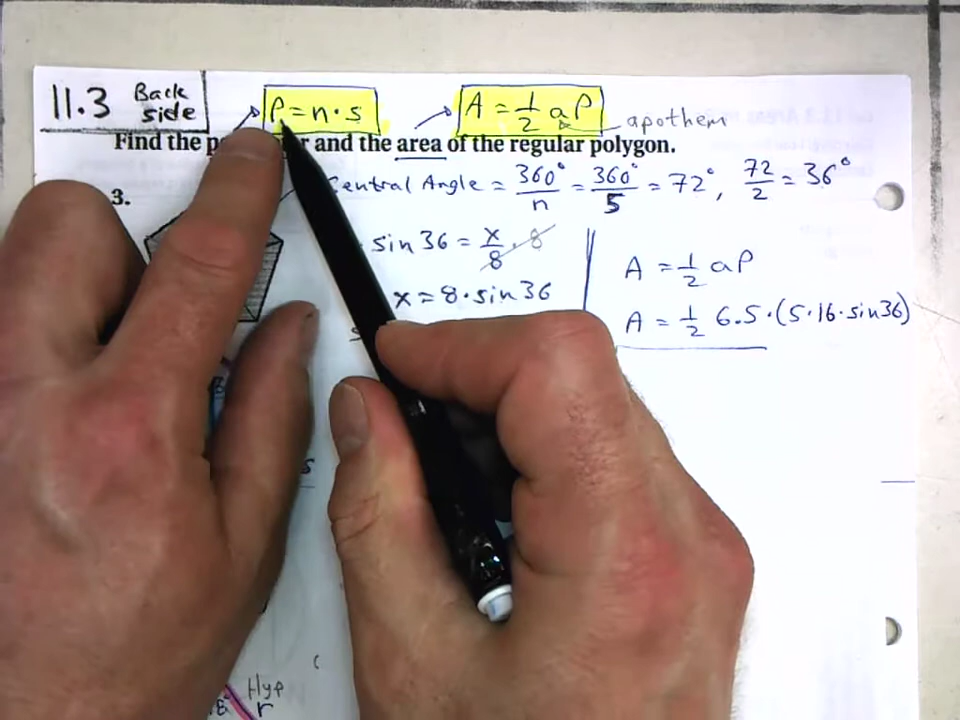 11.3 Back side
P = n · s
A = 1/2 aP
apothem
Find the and the area of the regular polygon.
3.
Central Angle = 360°/n = 360°/5 = 72°, 72/2 = 36°
sin 36 = x/8 · 8
x = 8 · sin 36
A = 1/2 aP
A = 1/2 6.5 · (5 · 16 · sin 36)
Hyp
r